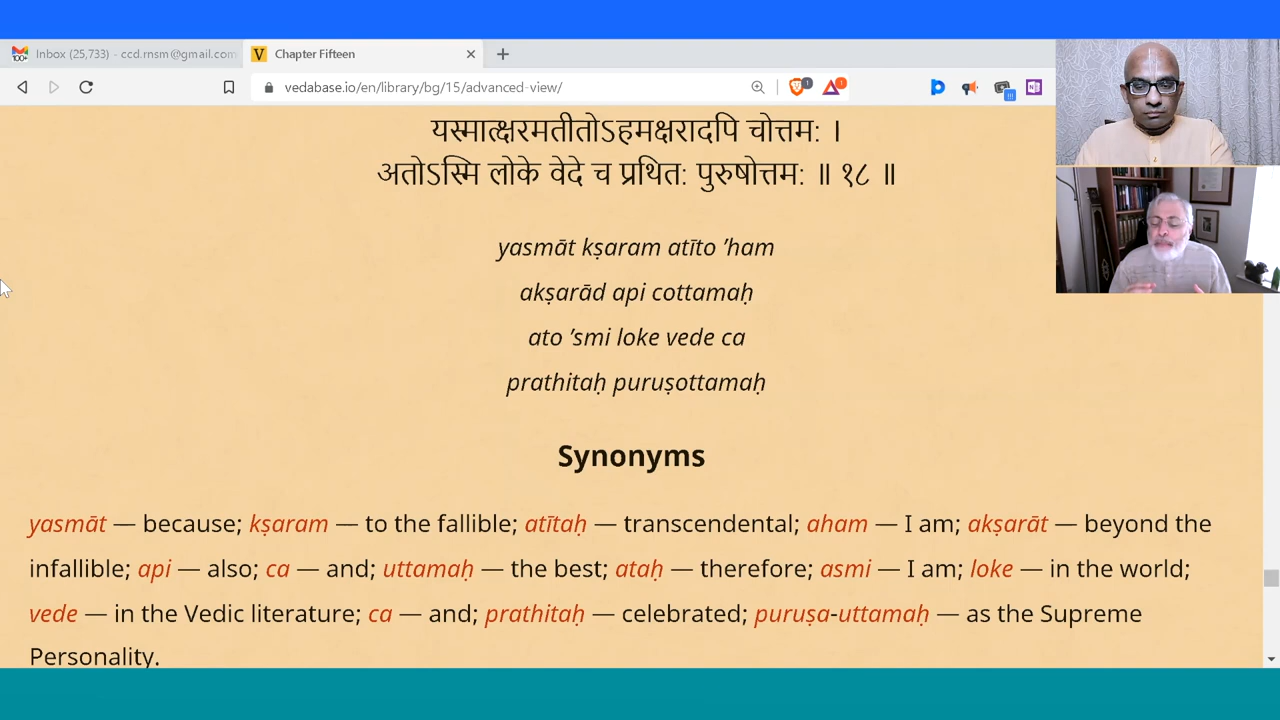 Inbox (25,733) - ccd.rnsm@gmail.com
Chapter Fifteen
vedabase.io/en/library/bg/15/advanced-view/
यस्मात्क्षरमतीतोऽहमक्षरादपि चोत्तमः ।
अतोऽस्मि लोके वेदे च प्रथितः पुरुषोत्तमः ॥ १८ ॥
yasmāt kṣaram atīto ’ham
akṣarād api cottamaḥ
ato ’smi loke vede ca
prathitaḥ puruṣottamaḥ
Synonyms
yasmāt — because; kṣaram — to the fallible; atītaḥ — transcendental; aham — I am; akṣarāt — beyond the
infallible; api — also; ca — and; uttamaḥ — the best; ataḥ — therefore; asmi — I am; loke — in the world;
vede — in the Vedic literature; ca — and; prathitaḥ — celebrated; puruṣa-uttamaḥ — as the Supreme
Personality.